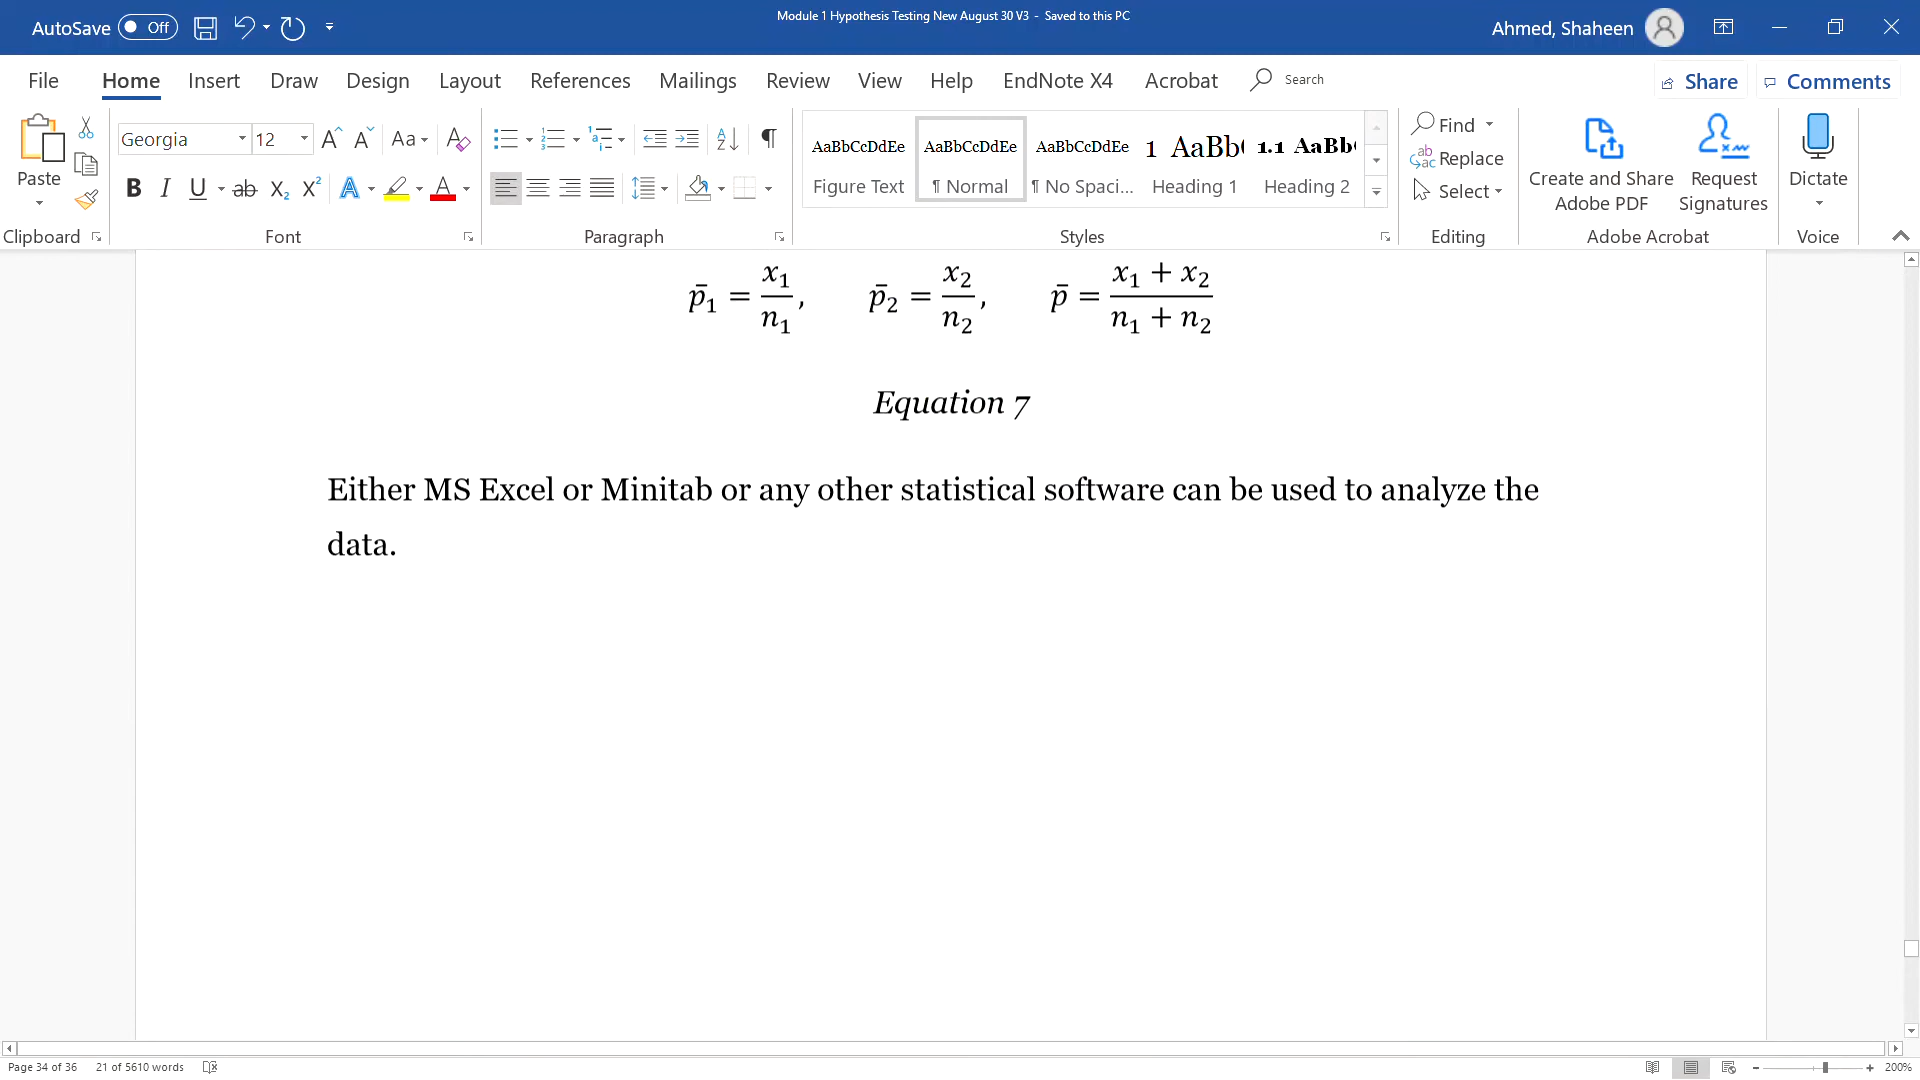 AutoSave Off
Module 1 Hypothesis Testing New August 30 V3 - Saved to this PC
Ahmed, Shaheen
File Home Insert Draw Design Layout References Mailings Review View Help EndNote X4 Acrobat Search Share Comments
Paste
Clipboard
Georgia 12 A A Aa A
B I U ab X₂ X² A A
Font
Paragraph
AaBbCcDdEe AaBbCcDdEe AaBbCcDdEe 1 AaBb( 1.1 AaBb(
Figure Text ¶ Normal ¶ No Spaci... Heading 1 Heading 2
Styles
Find
Replace
Select
Editing
Create and Share
Adobe PDF
Request
Signatures
Adobe Acrobat
Dictate
Voice
p̄₁ = x₁/n₁, p̄₂ = x₂/n₂, p̄ = (x₁ + x₂)/(n₁ + n₂)
Equation 7
Either MS Excel or Minitab or any other statistical software can be used to analyze the
data.
Page 34 of 36 21 of 5610 words 200%